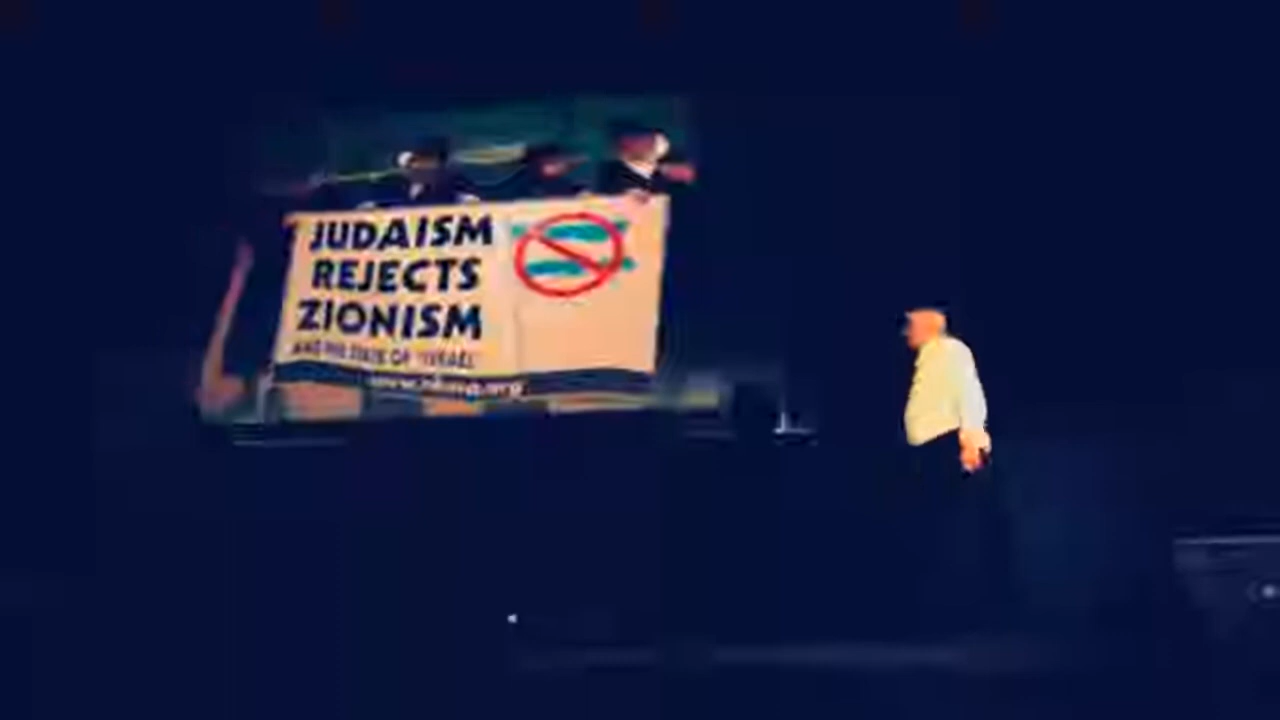 JUDAISM
REJECTS
ZIONISM
AND THE STATE OF "ISRAEL"